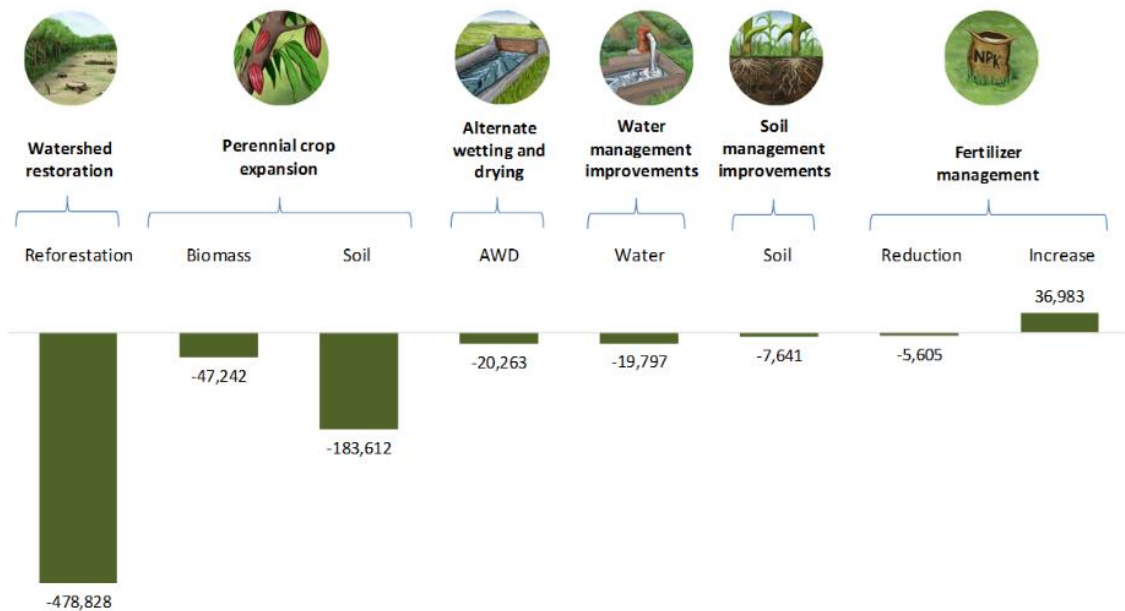 NPK
Watershed
restoration
Perennial crop
expansion
Alternate
wetting and
drying
Water
management
improvements
Soil
management
improvements
Fertilizer
management
Reforestation
Biomass
Soil
AWD
Water
Soil
Reduction
Increase
36,983
-47,242
-20,263
-19,797
-7,641
-5,605
-183,612
-478,828